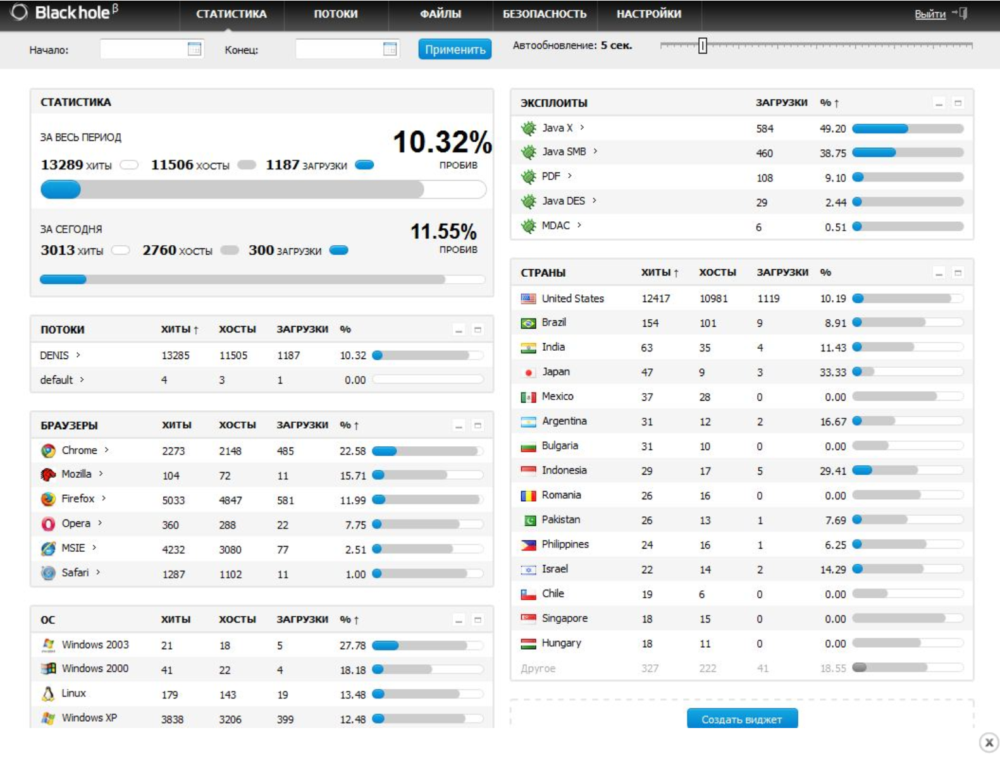 Blackhole β СТАТИСТИКА ПОТОКИ ФАЙЛЫ БЕЗОПАСНОСТЬ НАСТРОЙКИ Выйти
Начало: Конец: Применить Автообновление: 5 сек.
СТАТИСТИКА
ЗА ВЕСЬ ПЕРИОД
10.32%
13289 ХИТЫ 11506 ХОСТЫ 1187 ЗАГРУЗКИ ПРОБИВ
ЗА СЕГОДНЯ
11.55%
3013 ХИТЫ 2760 ХОСТЫ 300 ЗАГРУЗКИ ПРОБИВ
ПОТОКИ ХИТЫ ↑ ХОСТЫ ЗАГРУЗКИ %
DENIS > 13285 11505 1187 10.32
default > 4 3 1 0.00
БРАУЗЕРЫ ХИТЫ ХОСТЫ ЗАГРУЗКИ % ↑
Chrome > 2273 2148 485 22.58
Mozilla > 104 72 11 15.71
Firefox > 5033 4847 581 11.99
Opera > 360 288 22 7.75
MSIE > 4232 3080 77 2.51
Safari > 1287 1102 11 1.00
ОС ХИТЫ ХОСТЫ ЗАГРУЗКИ % ↑
Windows 2003 21 18 5 27.78
Windows 2000 41 22 4 18.18
Linux 179 143 19 13.48
Windows XP 3838 3206 399 12.48
ЭКСПЛОИТЫ ЗАГРУЗКИ % ↑
Java X > 584 49.20
Java SMB > 460 38.75
PDF > 108 9.10
Java DES > 29 2.44
MDAC > 6 0.51
СТРАНЫ ХИТЫ ↑ ХОСТЫ ЗАГРУЗКИ %
United States 12417 10981 1119 10.19
Brazil 154 101 9 8.91
India 63 35 4 11.43
Japan 47 9 3 33.33
Mexico 37 28 0 0.00
Argentina 31 12 2 16.67
Bulgaria 31 10 0 0.00
Indonesia 29 17 5 29.41
Romania 26 16 0 0.00
Pakistan 26 13 1 7.69
Philippines 24 16 1 6.25
Israel 22 14 2 14.29
Chile 19 6 0 0.00
Singapore 18 15 0 0.00
Hungary 18 11 0 0.00
Другое 327 222 41 18.55
Создать виджет